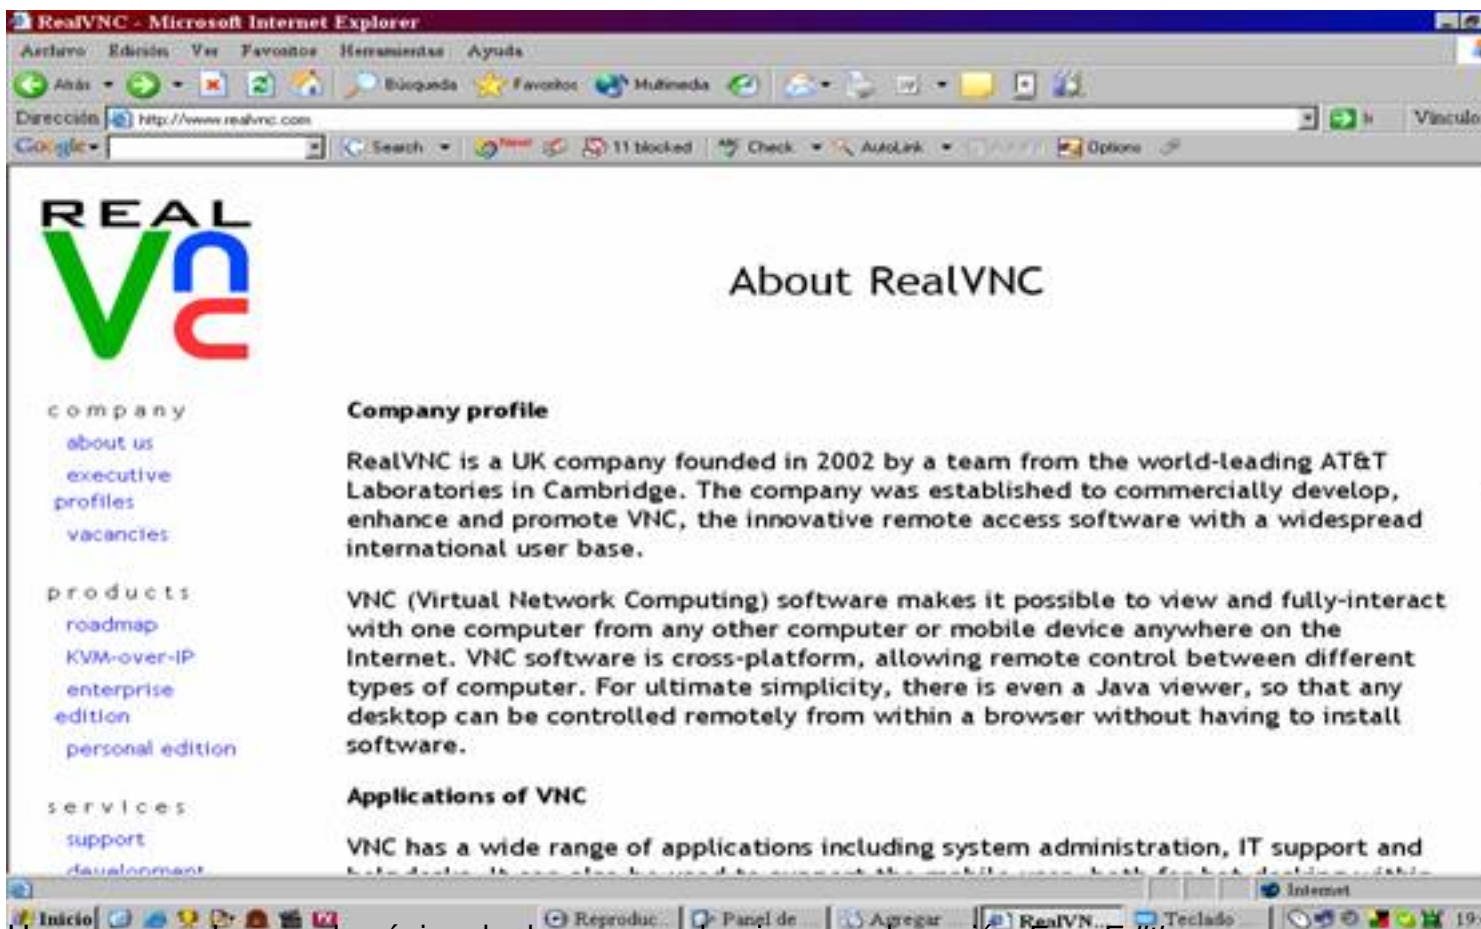 RealVNC - Microsoft Internet Explorer
Archivo Edición Ver Favoritos Herramientas Ayuda
Atrás Búsqueda Favoritos Multimedia
Dirección http://www.realvnc.com Vínculo
Google Search New! 11 blocked Check AutoLink Options
REAL
Vnc
About RealVNC
company
about us
executive
profiles
vacancies
products
roadmap
KVM-over-IP
enterprise
edition
personal edition
services
support
development
Company profile
RealVNC is a UK company founded in 2002 by a team from the world-leading AT&T
Laboratories in Cambridge. The company was established to commercially develop,
enhance and promote VNC, the innovative remote access software with a widespread
international user base.
VNC (Virtual Network Computing) software makes it possible to view and fully-interact
with one computer from any other computer or mobile device anywhere on the
Internet. VNC software is cross-platform, allowing remote control between different
types of computer. For ultimate simplicity, there is even a Java viewer, so that any
desktop can be controlled remotely from within a browser without having to install
software.
Applications of VNC
VNC has a wide range of applications including system administration, IT support and
Internet
Inicio Reproduc... Panel de ... Agregar ... RealVN... Teclado ... 19: